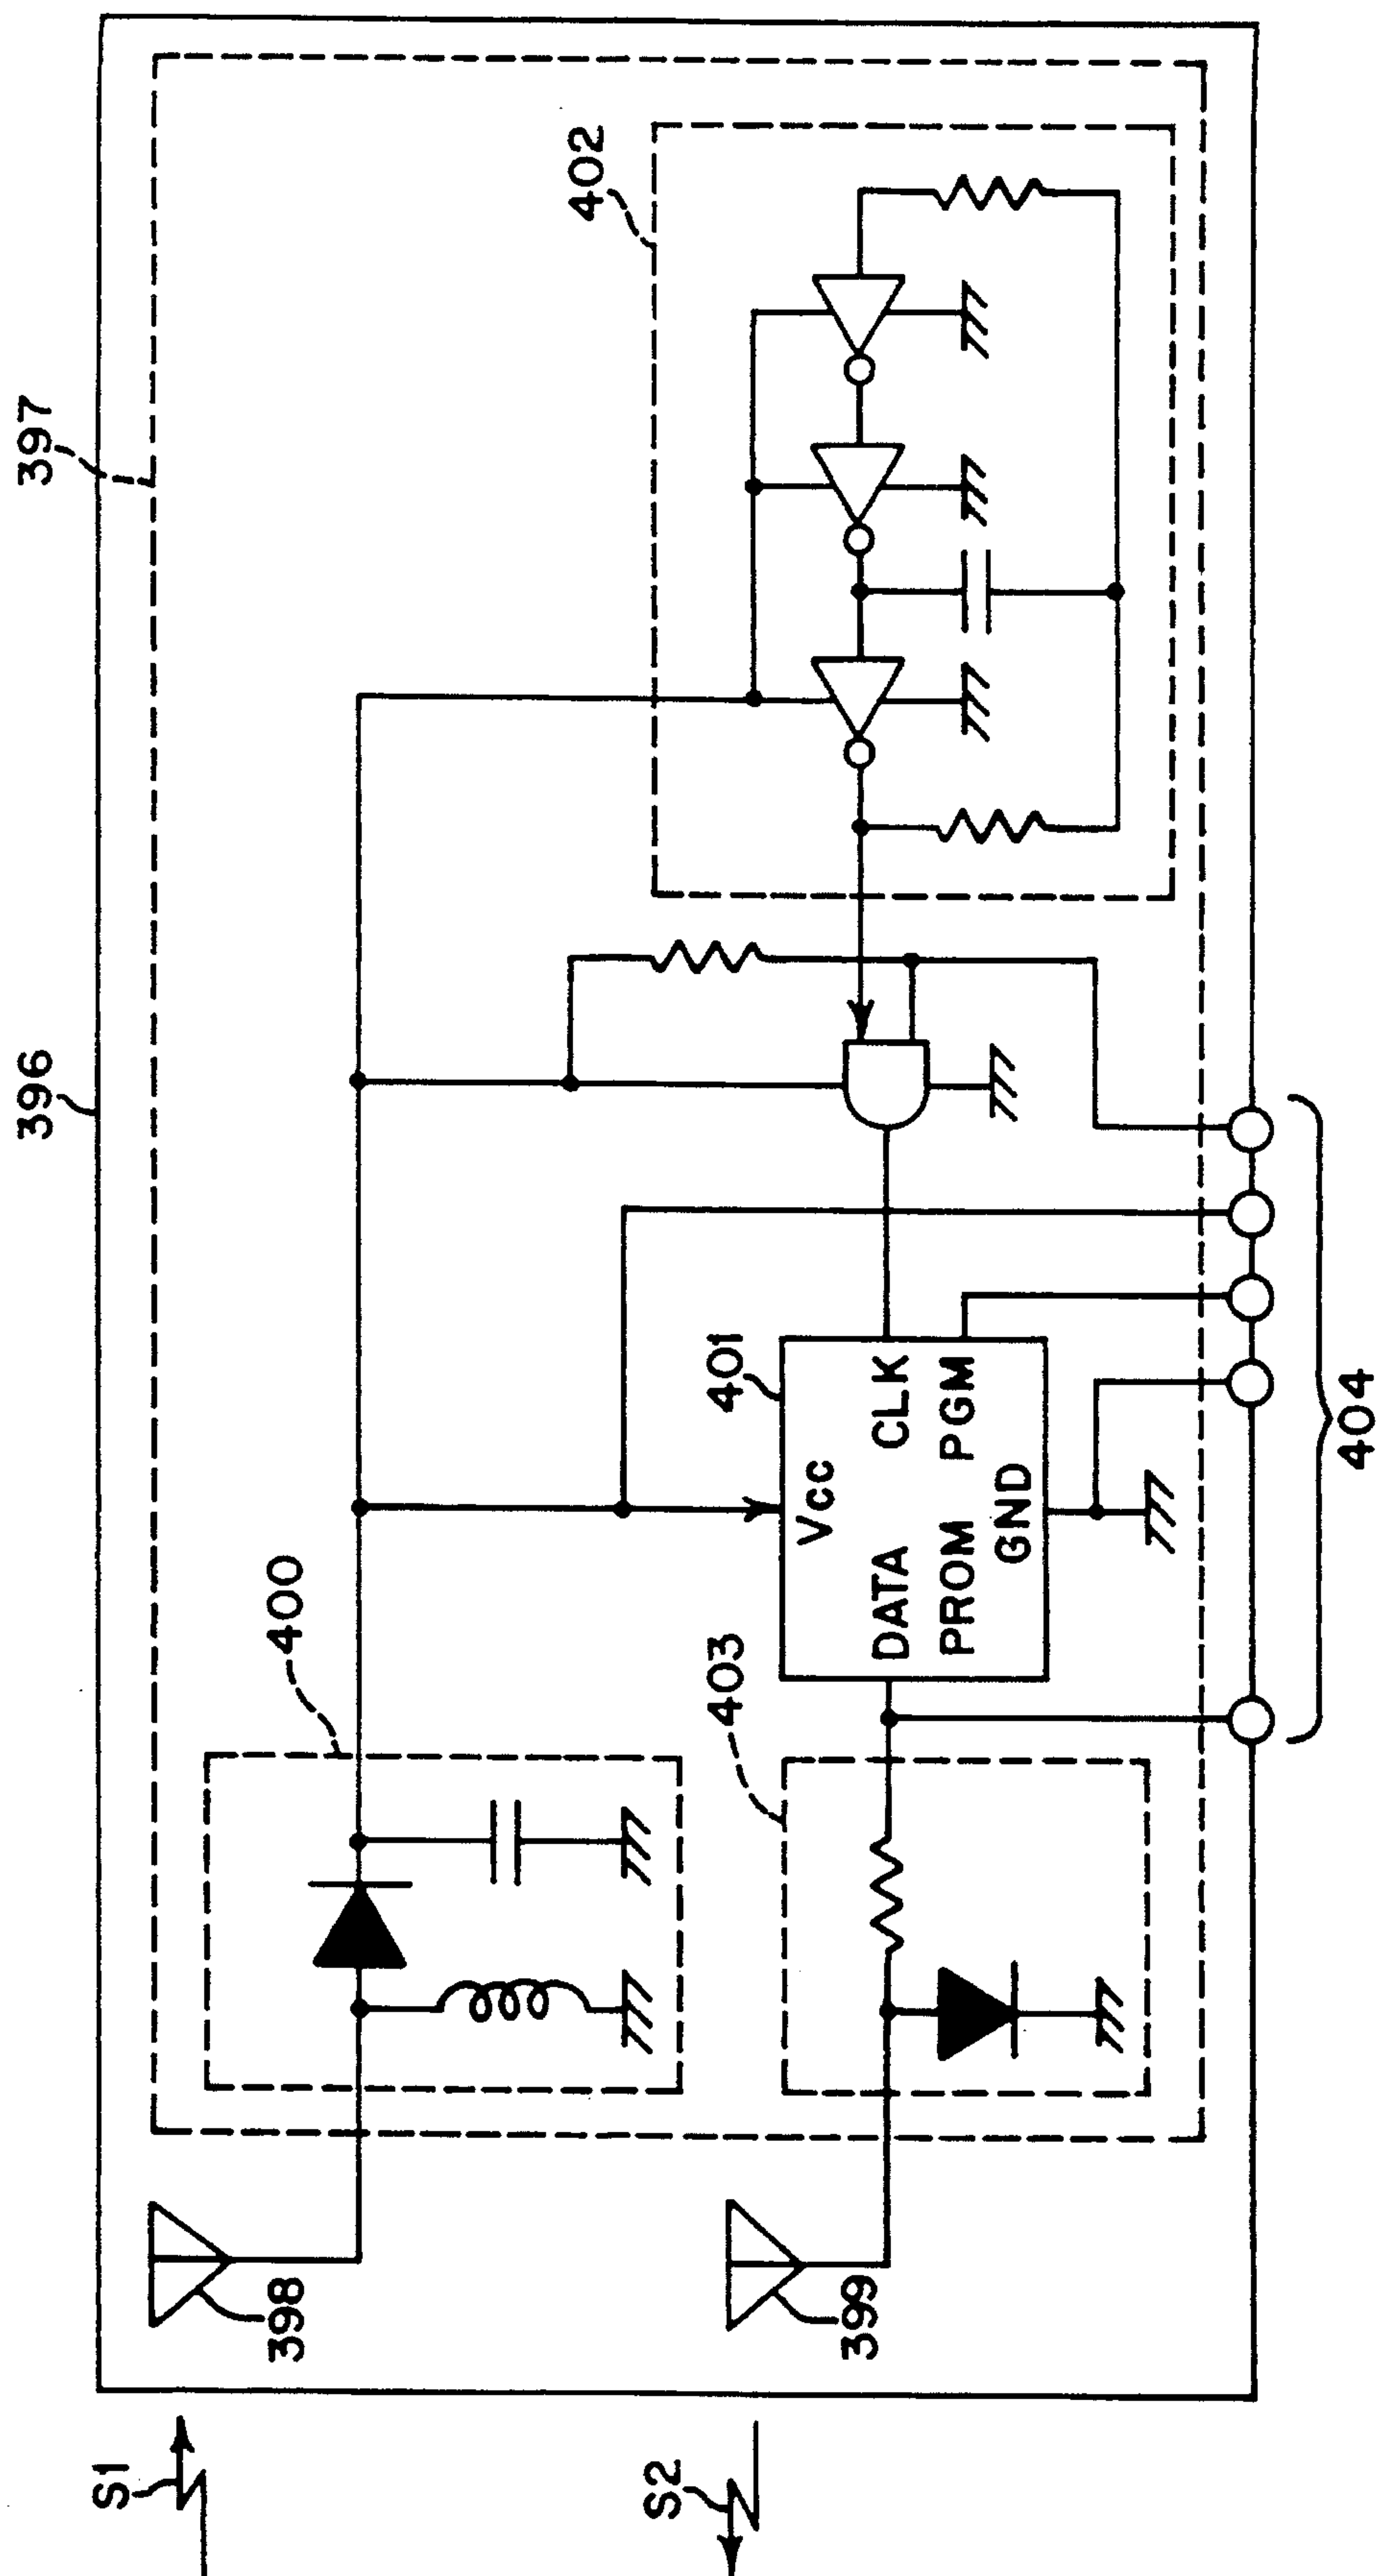 396
397
S1
398
400
402
S2
399
403
401
Vcc
DATA CLK
PROM PGM
GND
404